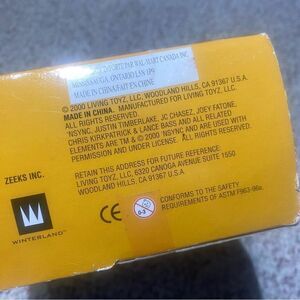 IMPORTE PAR WAL-MART CANADA INC.
MISSISSAUGA, ONTARIO L5N 1P9
MADE IN CHINA/FAIT EN CHINE
© 2000 LIVING TOYZ, LLC, WOODLAND HILLS, CA 91367 U.S.A.
MADE IN CHINA. MANUFACTURED FOR LIVING TOYZ, LLC.
ALL RIGHTS RESERVED.
*NSYNC, JUSTIN TIMBERLAKE, JC CHASEZ, JOEY FATONE,
CHRIS KIRKPATRICK & LANCE BASS AND ALL RELATED
ELEMENTS ARE TM & © 2000 *NSYNC AND ARE USED WITH
PERMISSION AND UNDER LICENSE. ALL RIGHTS RESERVED.
ZEEKS INC.
RETAIN THIS ADDRESS FOR FUTURE REFERENCE:
LIVING TOYZ, LLC, 6320 CANOGA AVENUE SUITE 1550
WOODLAND HILLS, CA 91367 U.S.A.
WINTERLAND
CE
0-3
CONFORMS TO THE SAFETY
REQUIREMENTS OF ASTM F963-96a.